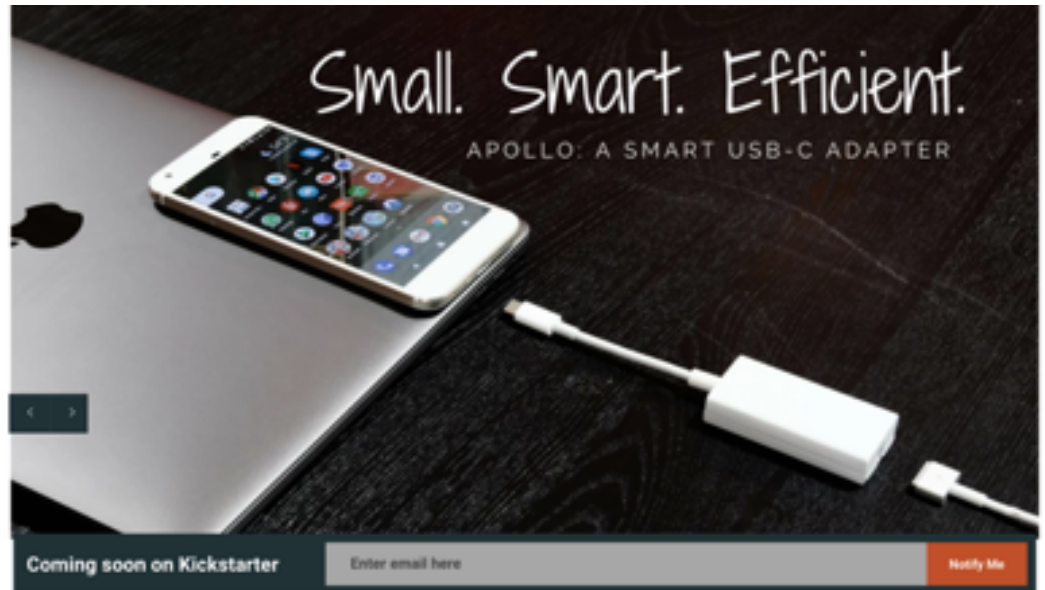 Small. Smart. Efficient.
APOLLO: A SMART USB-C ADAPTER
Coming soon on Kickstarter
Enter email here
Notify Me